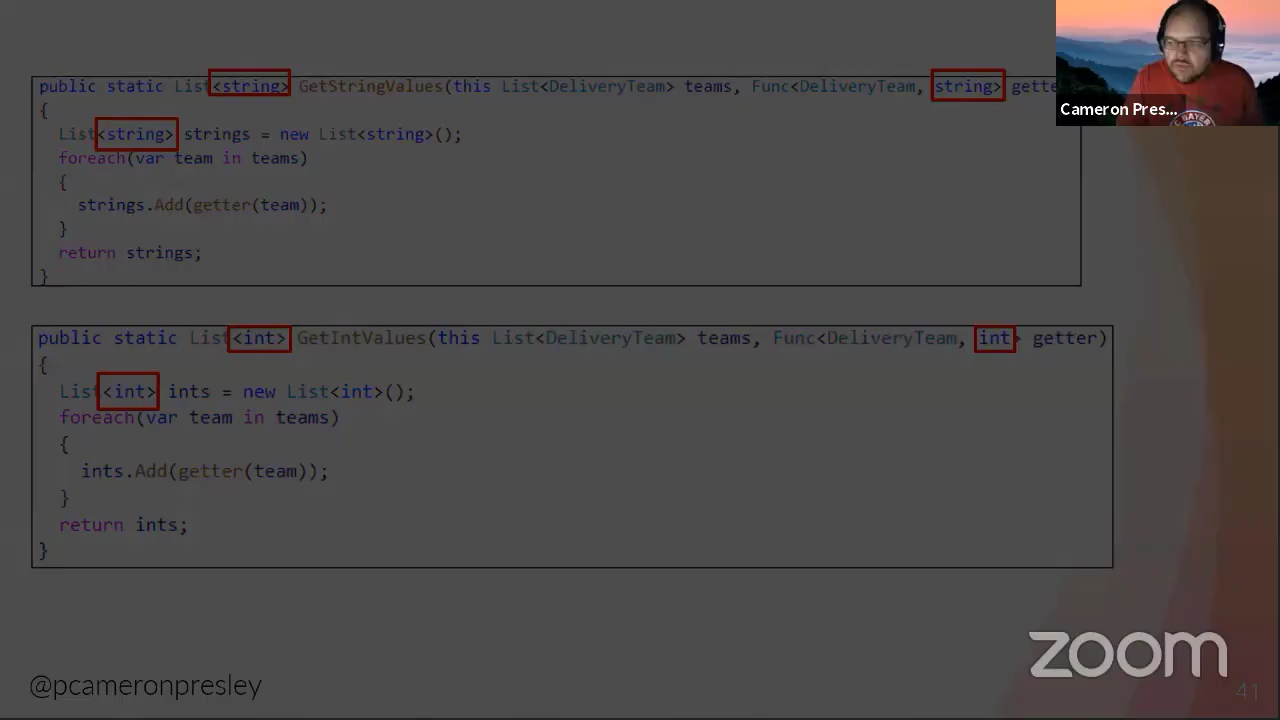 public static List<string> GetStringValues(this List<DeliveryTeam> teams, Func<DeliveryTeam, string> gette
{
List<string> strings = new List<string>();
foreach(var team in teams)
{
strings.Add(getter(team));
}
return strings;
}
public static List<int> GetIntValues(this List<DeliveryTeam> teams, Func<DeliveryTeam, int> getter)
{
List<int> ints = new List<int>();
foreach(var team in teams)
{
ints.Add(getter(team));
}
return ints;
}
Cameron Pres...
zoom
@pcameronpresley
41